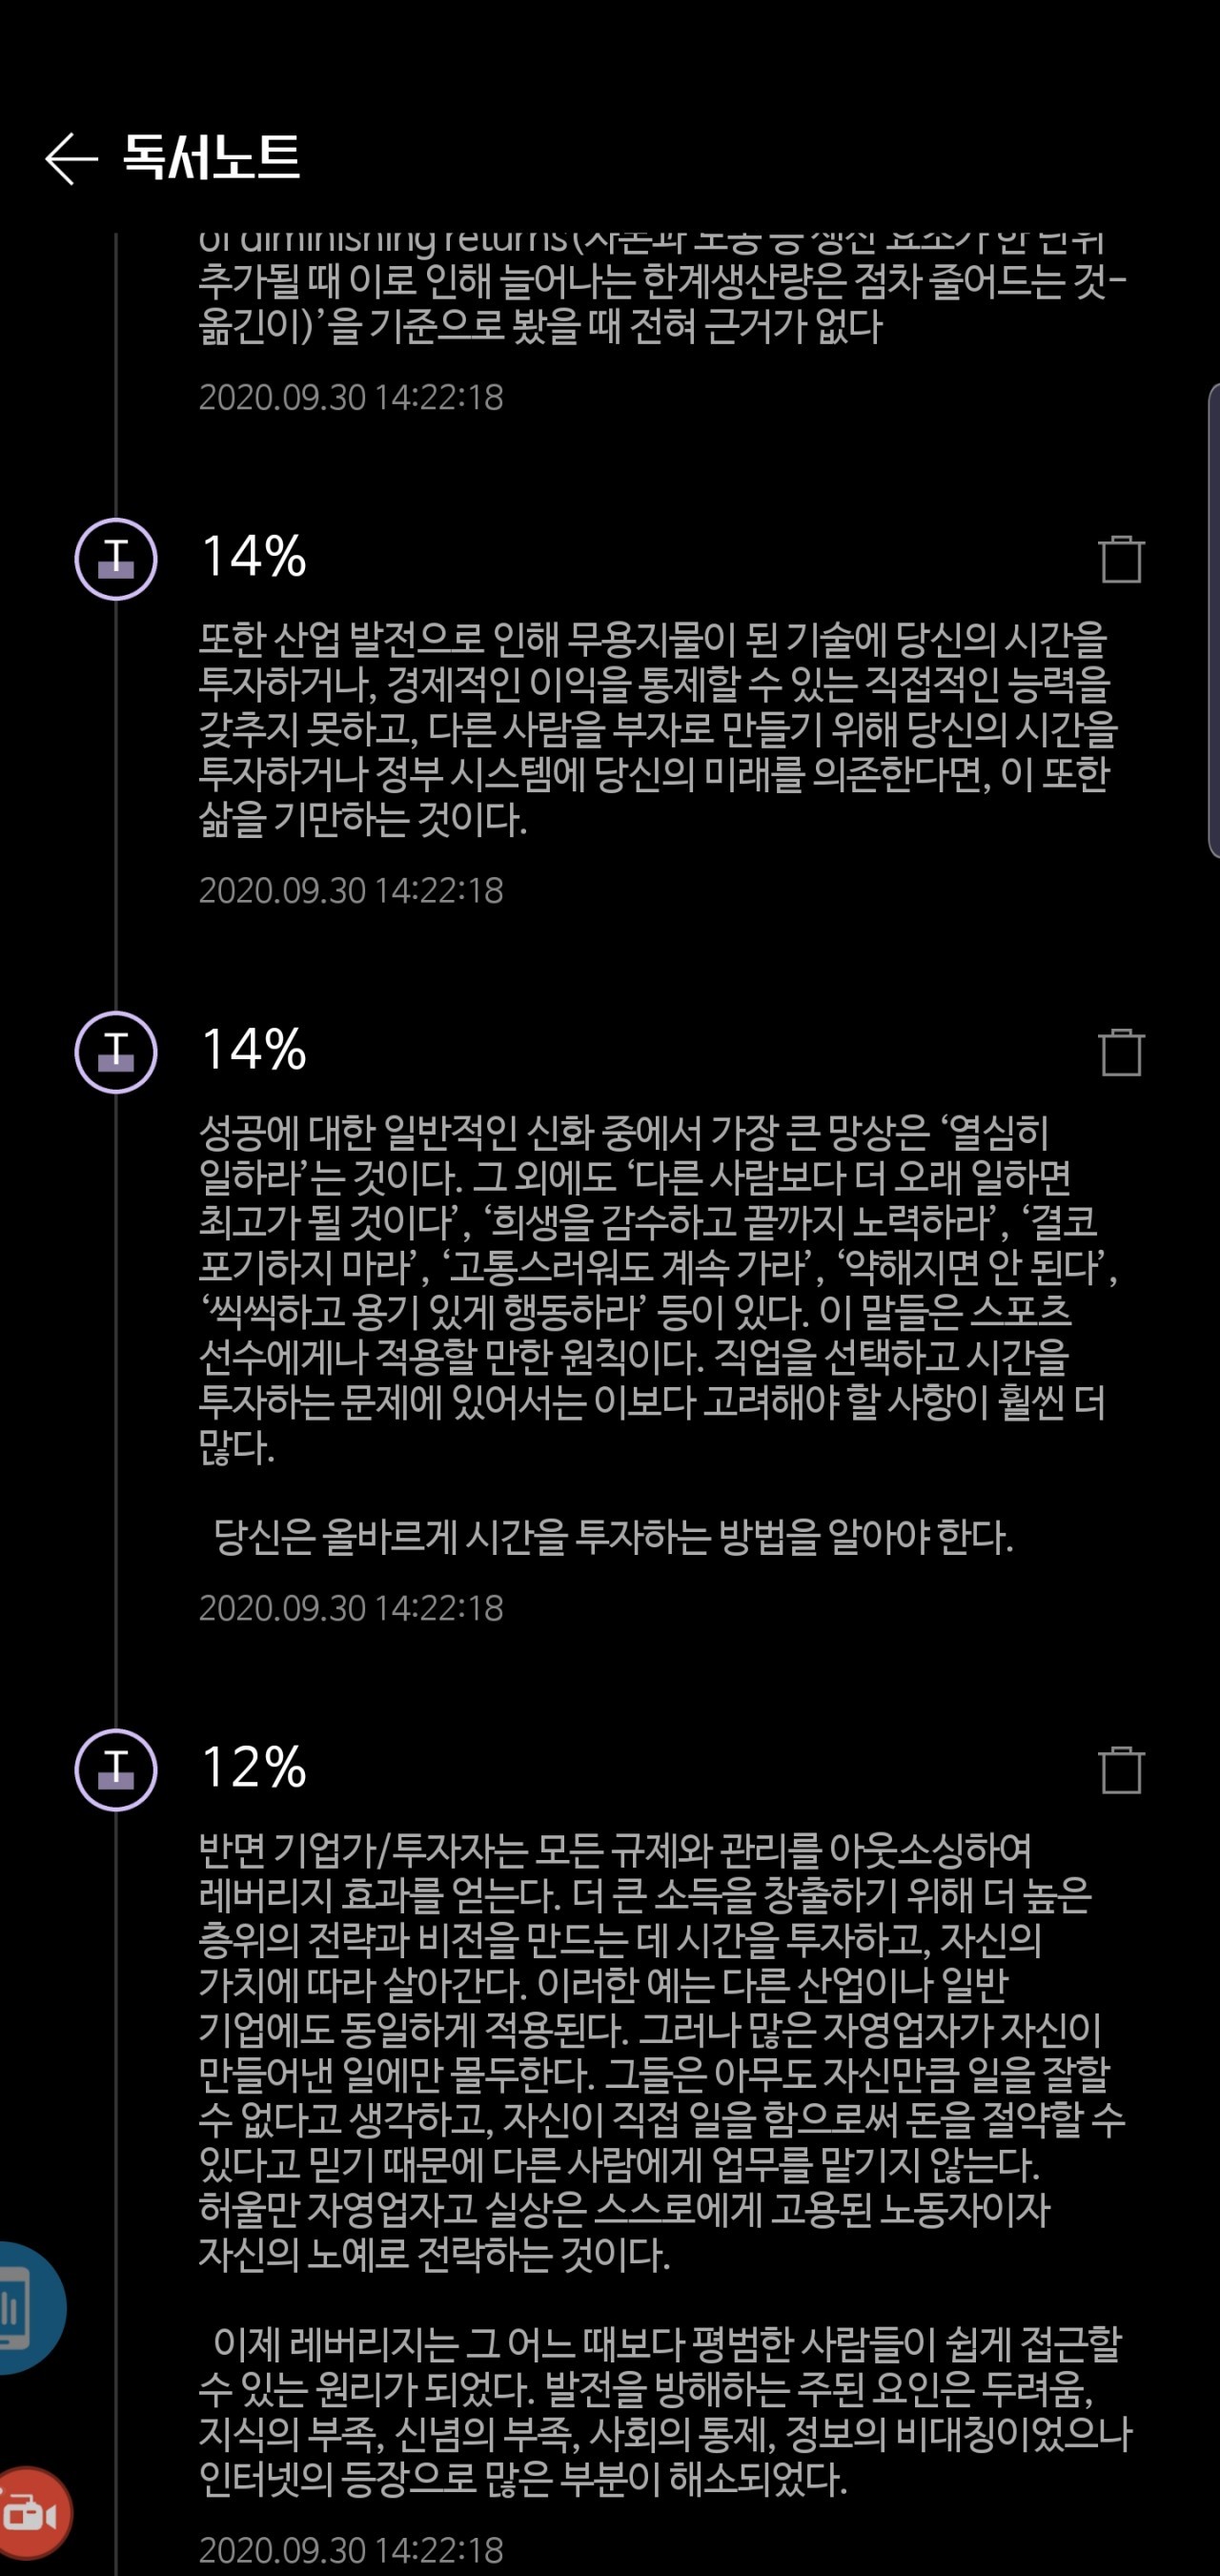 독서노트
of diminishing returns(자본과 노동 등 생산 요소가 한 단위
추가될 때 이로 인해 늘어나는 한계생산량은 점차 줄어드는 것-
옮긴이)’을 기준으로 봤을 때 전혀 근거가 없다
2020.09.30 14:22:18
T
14%
또한 산업 발전으로 인해 무용지물이 된 기술에 당신의 시간을
투자하거나, 경제적인 이익을 통제할 수 있는 직접적인 능력을
갖추지 못하고, 다른 사람을 부자로 만들기 위해 당신의 시간을
투자하거나 정부 시스템에 당신의 미래를 의존한다면, 이 또한
삶을 기만하는 것이다.
2020.09.30 14:22:18
T
14%
성공에 대한 일반적인 신화 중에서 가장 큰 망상은 ‘열심히
일하라’는 것이다. 그 외에도 ‘다른 사람보다 더 오래 일하면
최고가 될 것이다’, ‘희생을 감수하고 끝까지 노력하라’, ‘결코
포기하지 마라’, ‘고통스러워도 계속 가라’, ‘약해지면 안 된다’,
‘씩씩하고 용기 있게 행동하라’ 등이 있다. 이 말들은 스포츠
선수에게나 적용할 만한 원칙이다. 직업을 선택하고 시간을
투자하는 문제에 있어서는 이보다 고려해야 할 사항이 훨씬 더
많다.
당신은 올바르게 시간을 투자하는 방법을 알아야 한다.
2020.09.30 14:22:18
T
12%
반면 기업가/투자자는 모든 규제와 관리를 아웃소싱하여
레버리지 효과를 얻는다. 더 큰 소득을 창출하기 위해 더 높은
층위의 전략과 비전을 만드는 데 시간을 투자하고, 자신의
가치에 따라 살아간다. 이러한 예는 다른 산업이나 일반
기업에도 동일하게 적용된다. 그러나 많은 자영업자가 자신이
만들어낸 일에만 몰두한다. 그들은 아무도 자신만큼 일을 잘할
수 없다고 생각하고, 자신이 직접 일을 함으로써 돈을 절약할 수
있다고 믿기 때문에 다른 사람에게 업무를 맡기지 않는다.
허울만 자영업자고 실상은 스스로에게 고용된 노동자이자
자신의 노예로 전락하는 것이다.
이제 레버리지는 그 어느 때보다 평범한 사람들이 쉽게 접근할
수 있는 원리가 되었다. 발전을 방해하는 주된 요인은 두려움,
지식의 부족, 신념의 부족, 사회의 통제, 정보의 비대칭이었으나
인터넷의 등장으로 많은 부분이 해소되었다.
2020.09.30 14:22:18